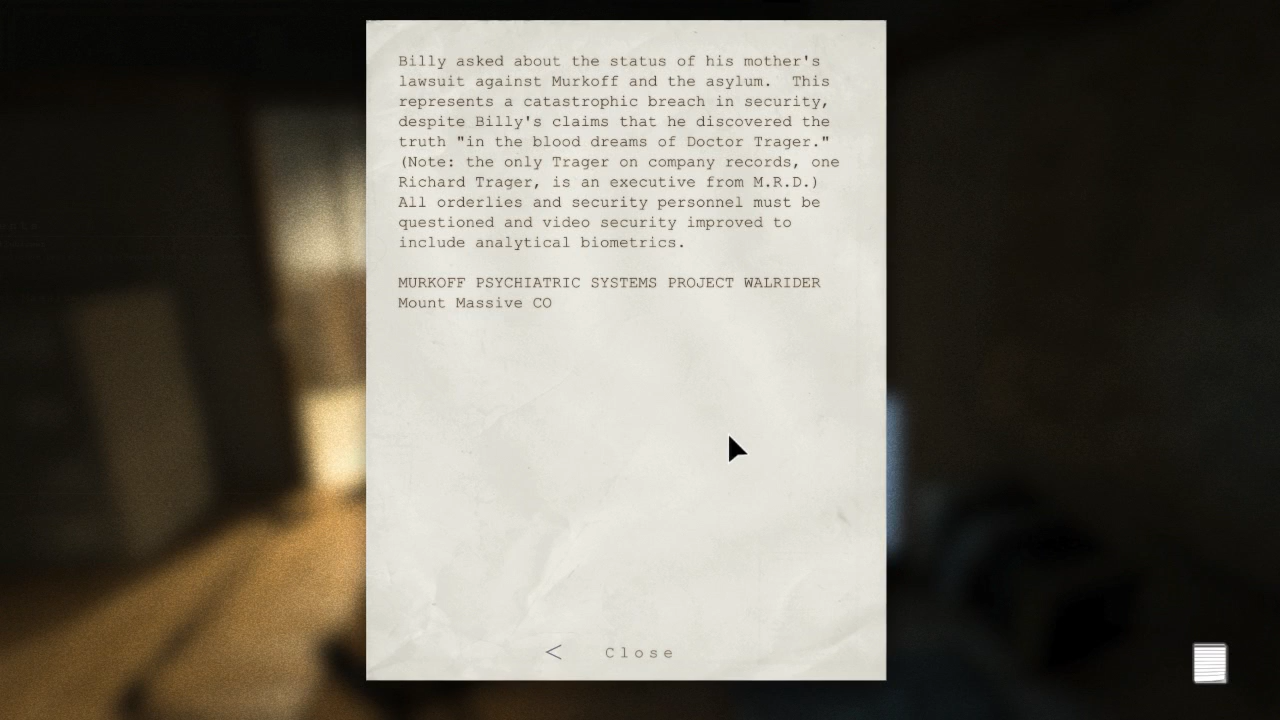 Billy asked about the status of his mother's
lawsuit against Murkoff and the asylum.  This
represents a catastrophic breach in security,
despite Billy's claims that he discovered the
truth "in the blood dreams of Doctor Trager."
(Note: the only Trager on company records, one
Richard Trager, is an executive from M.R.D.)
All orderlies and security personnel must be
questioned and video security improved to
include analytical biometrics.

MURKOFF PSYCHIATRIC SYSTEMS PROJECT WALRIDER
Mount Massive CO
< Close